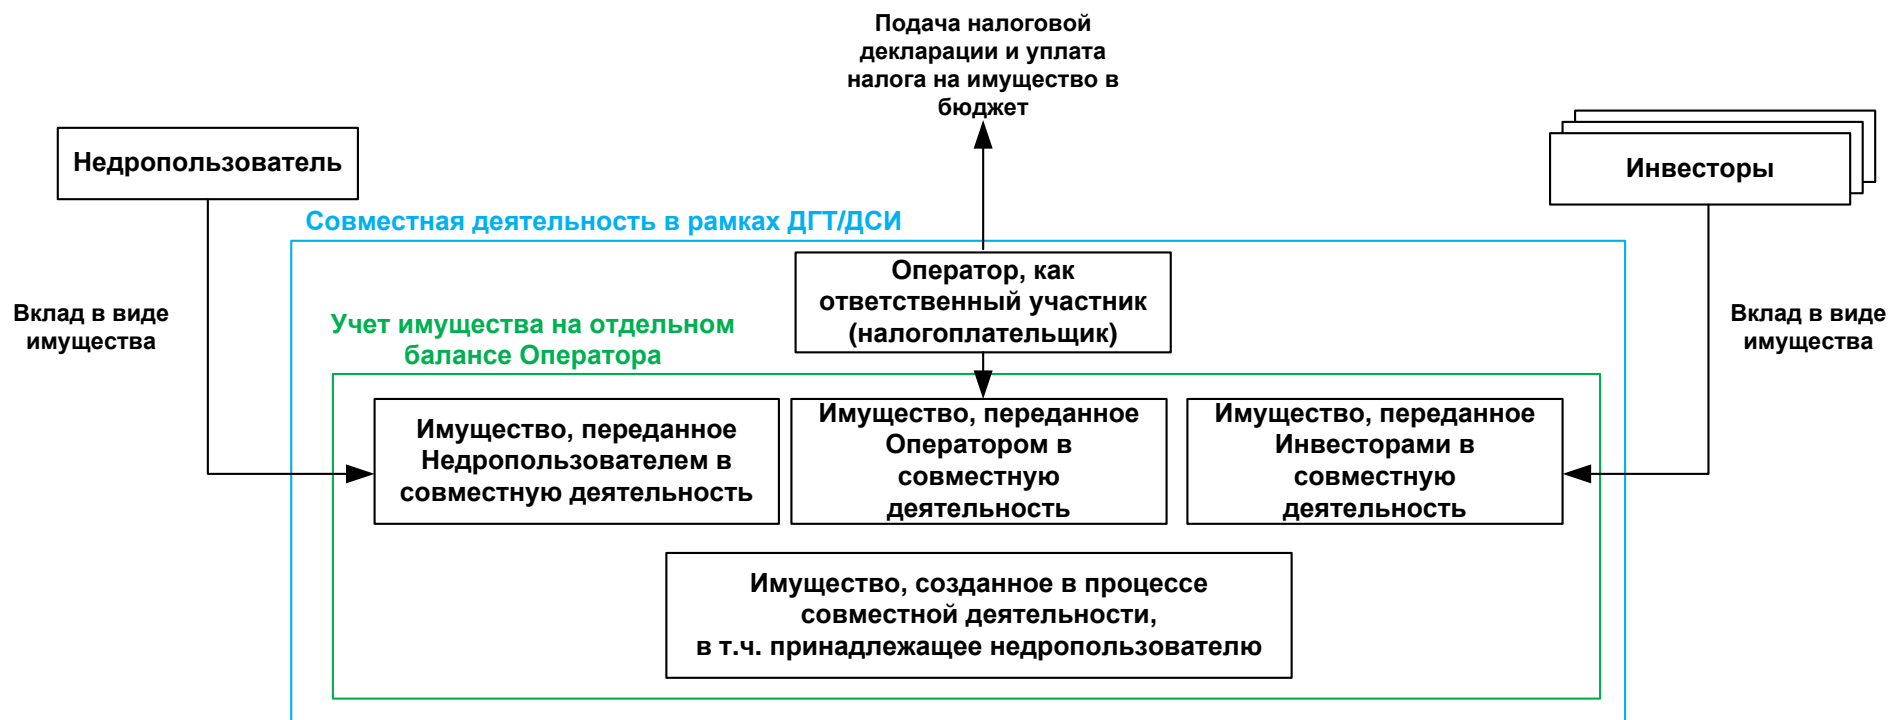 Подача налоговой
декларации и уплата
налога на имущество в
бюджет
Недропользователь
Инвесторы
Совместная деятельность в рамках ДГТ/ДСИ
Оператор, как
ответственный участник
(налогоплательщик)
Вклад в виде
имущества
Учет имущества на отдельном
балансе Оператора
Вклад в виде
имущества
Имущество, переданное
Недропользователем в
совместную деятельность
Имущество, переданное
Оператором в
совместную
деятельность
Имущество, переданное
Инвесторами в
совместную
деятельность
Имущество, созданное в процессе
совместной деятельности,
в т.ч. принадлежащее недропользователю